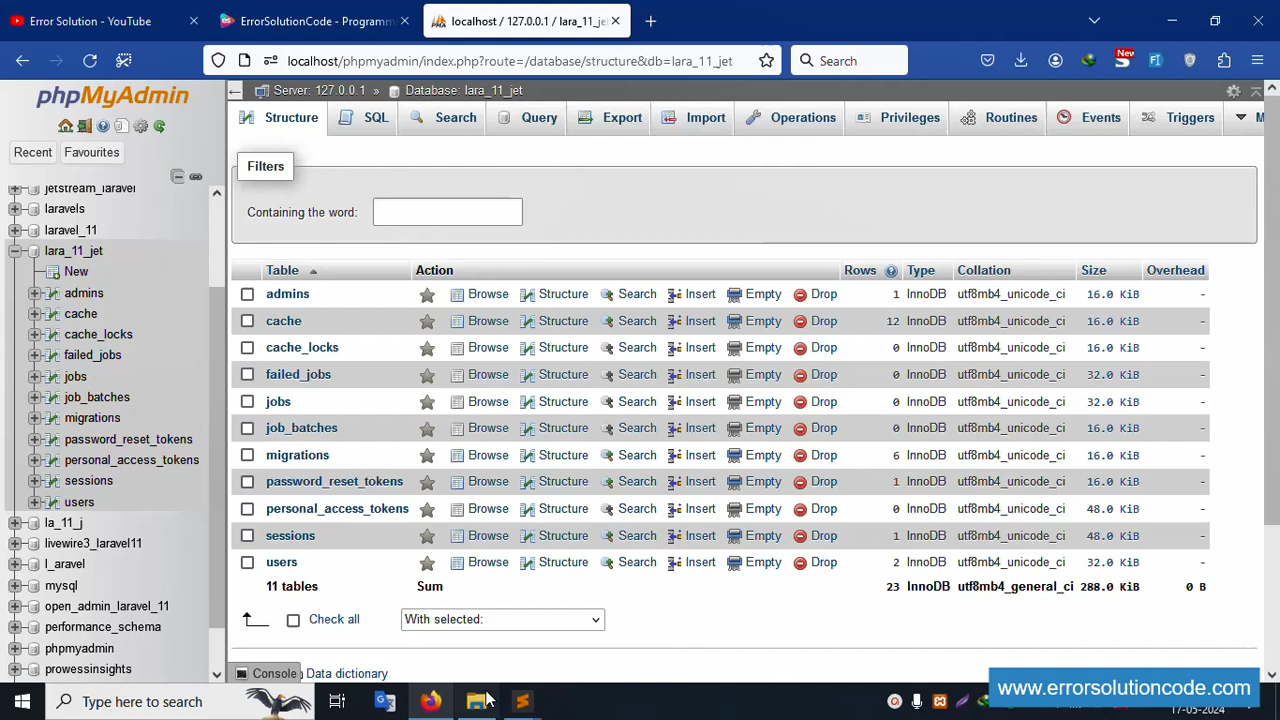 Error Solution - YouTube
ErrorSolutionCode - Programm
localhost / 127.0.0.1 / lara_11_je
localhost/phpmyadmin/index.php?route=/database/structure&db=lara_11_jet
Search
New
phpMyAdmin
Recent Favourites
jetstream_laravel
laravels
laravel_11
lara_11_jet
New
admins
cache
cache_locks
failed_jobs
jobs
job_batches
migrations
password_reset_tokens
personal_access_tokens
sessions
users
la_11_j
livewire3_laravel11
l_aravel
mysql
open_admin_laravel_11
performance_schema
phpmyadmin
prowessinsights
Server: 127.0.0.1 » Database: lara_11_jet
Structure SQL Search Query Export Import Operations Privileges Routines Events Triggers M
Filters
Containing the word:
Table Action Rows Type Collation Size Overhead
admins Browse Structure Search Insert Empty Drop 1 InnoDB utf8mb4_unicode_ci 16.0 KiB -
cache Browse Structure Search Insert Empty Drop 12 InnoDB utf8mb4_unicode_ci 16.0 KiB -
cache_locks Browse Structure Search Insert Empty Drop 0 InnoDB utf8mb4_unicode_ci 16.0 KiB -
failed_jobs Browse Structure Search Insert Empty Drop 0 InnoDB utf8mb4_unicode_ci 32.0 KiB -
jobs Browse Structure Search Insert Empty Drop 0 InnoDB utf8mb4_unicode_ci 32.0 KiB -
job_batches Browse Structure Search Insert Empty Drop 0 InnoDB utf8mb4_unicode_ci 16.0 KiB -
migrations Browse Structure Search Insert Empty Drop 6 InnoDB utf8mb4_unicode_ci 16.0 KiB -
password_reset_tokens Browse Structure Search Insert Empty Drop 1 InnoDB utf8mb4_unicode_ci 16.0 KiB -
personal_access_tokens Browse Structure Search Insert Empty Drop 0 InnoDB utf8mb4_unicode_ci 48.0 KiB -
sessions Browse Structure Search Insert Empty Drop 1 InnoDB utf8mb4_unicode_ci 48.0 KiB -
users Browse Structure Search Insert Empty Drop 2 InnoDB utf8mb4_unicode_ci 32.0 KiB -
11 tables Sum 23 InnoDB utf8mb4_general_ci 288.0 KiB 0 B
Check all With selected:
Console Data dictionary
www.errorsolutioncode.com
Type here to search
17-05-2024